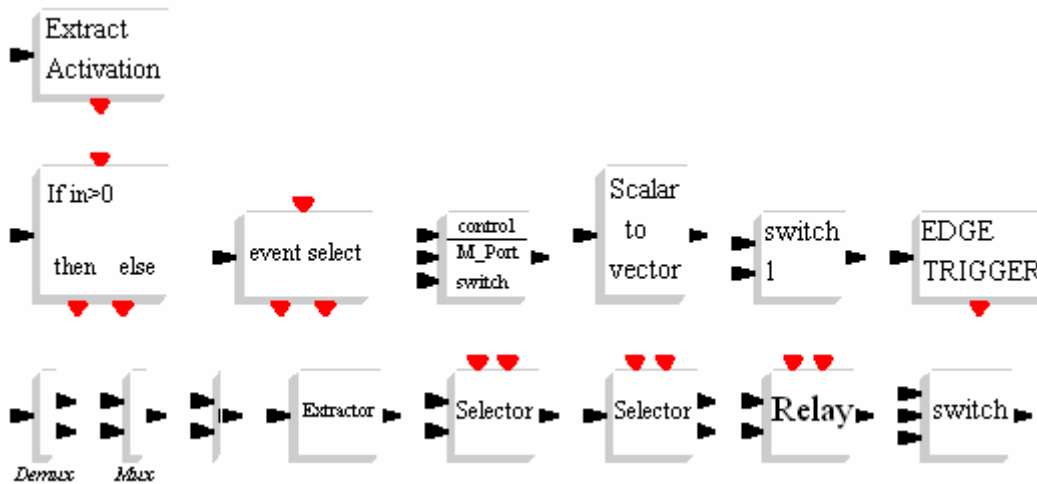 Extract
Activation
If in>0
then else
event select
control
M_Port
switch
Scalar
to
vector
switch
1
EDGE
TRIGGER
Extractor
Selector
Selector
Relay
switch
Demux
Mux